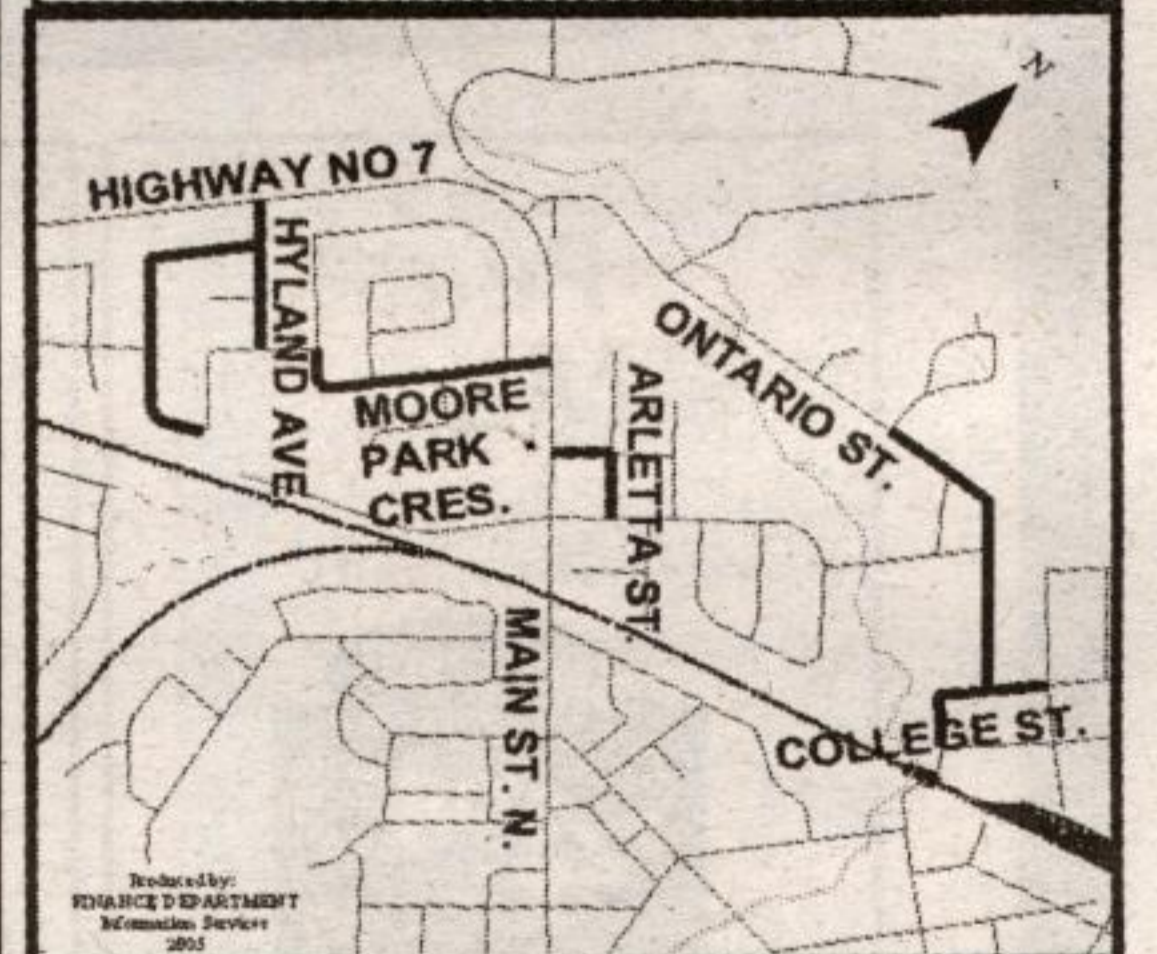 N
HIGHWAY NO 7
HYLAND AVE.
ONTARIO ST.
MOORE
PARK
CRES.
ARLETTA ST.
MAIN ST. N.
COLLEGE ST.
Produced by:
FINANCE DEPARTMENT
Information Services
2005